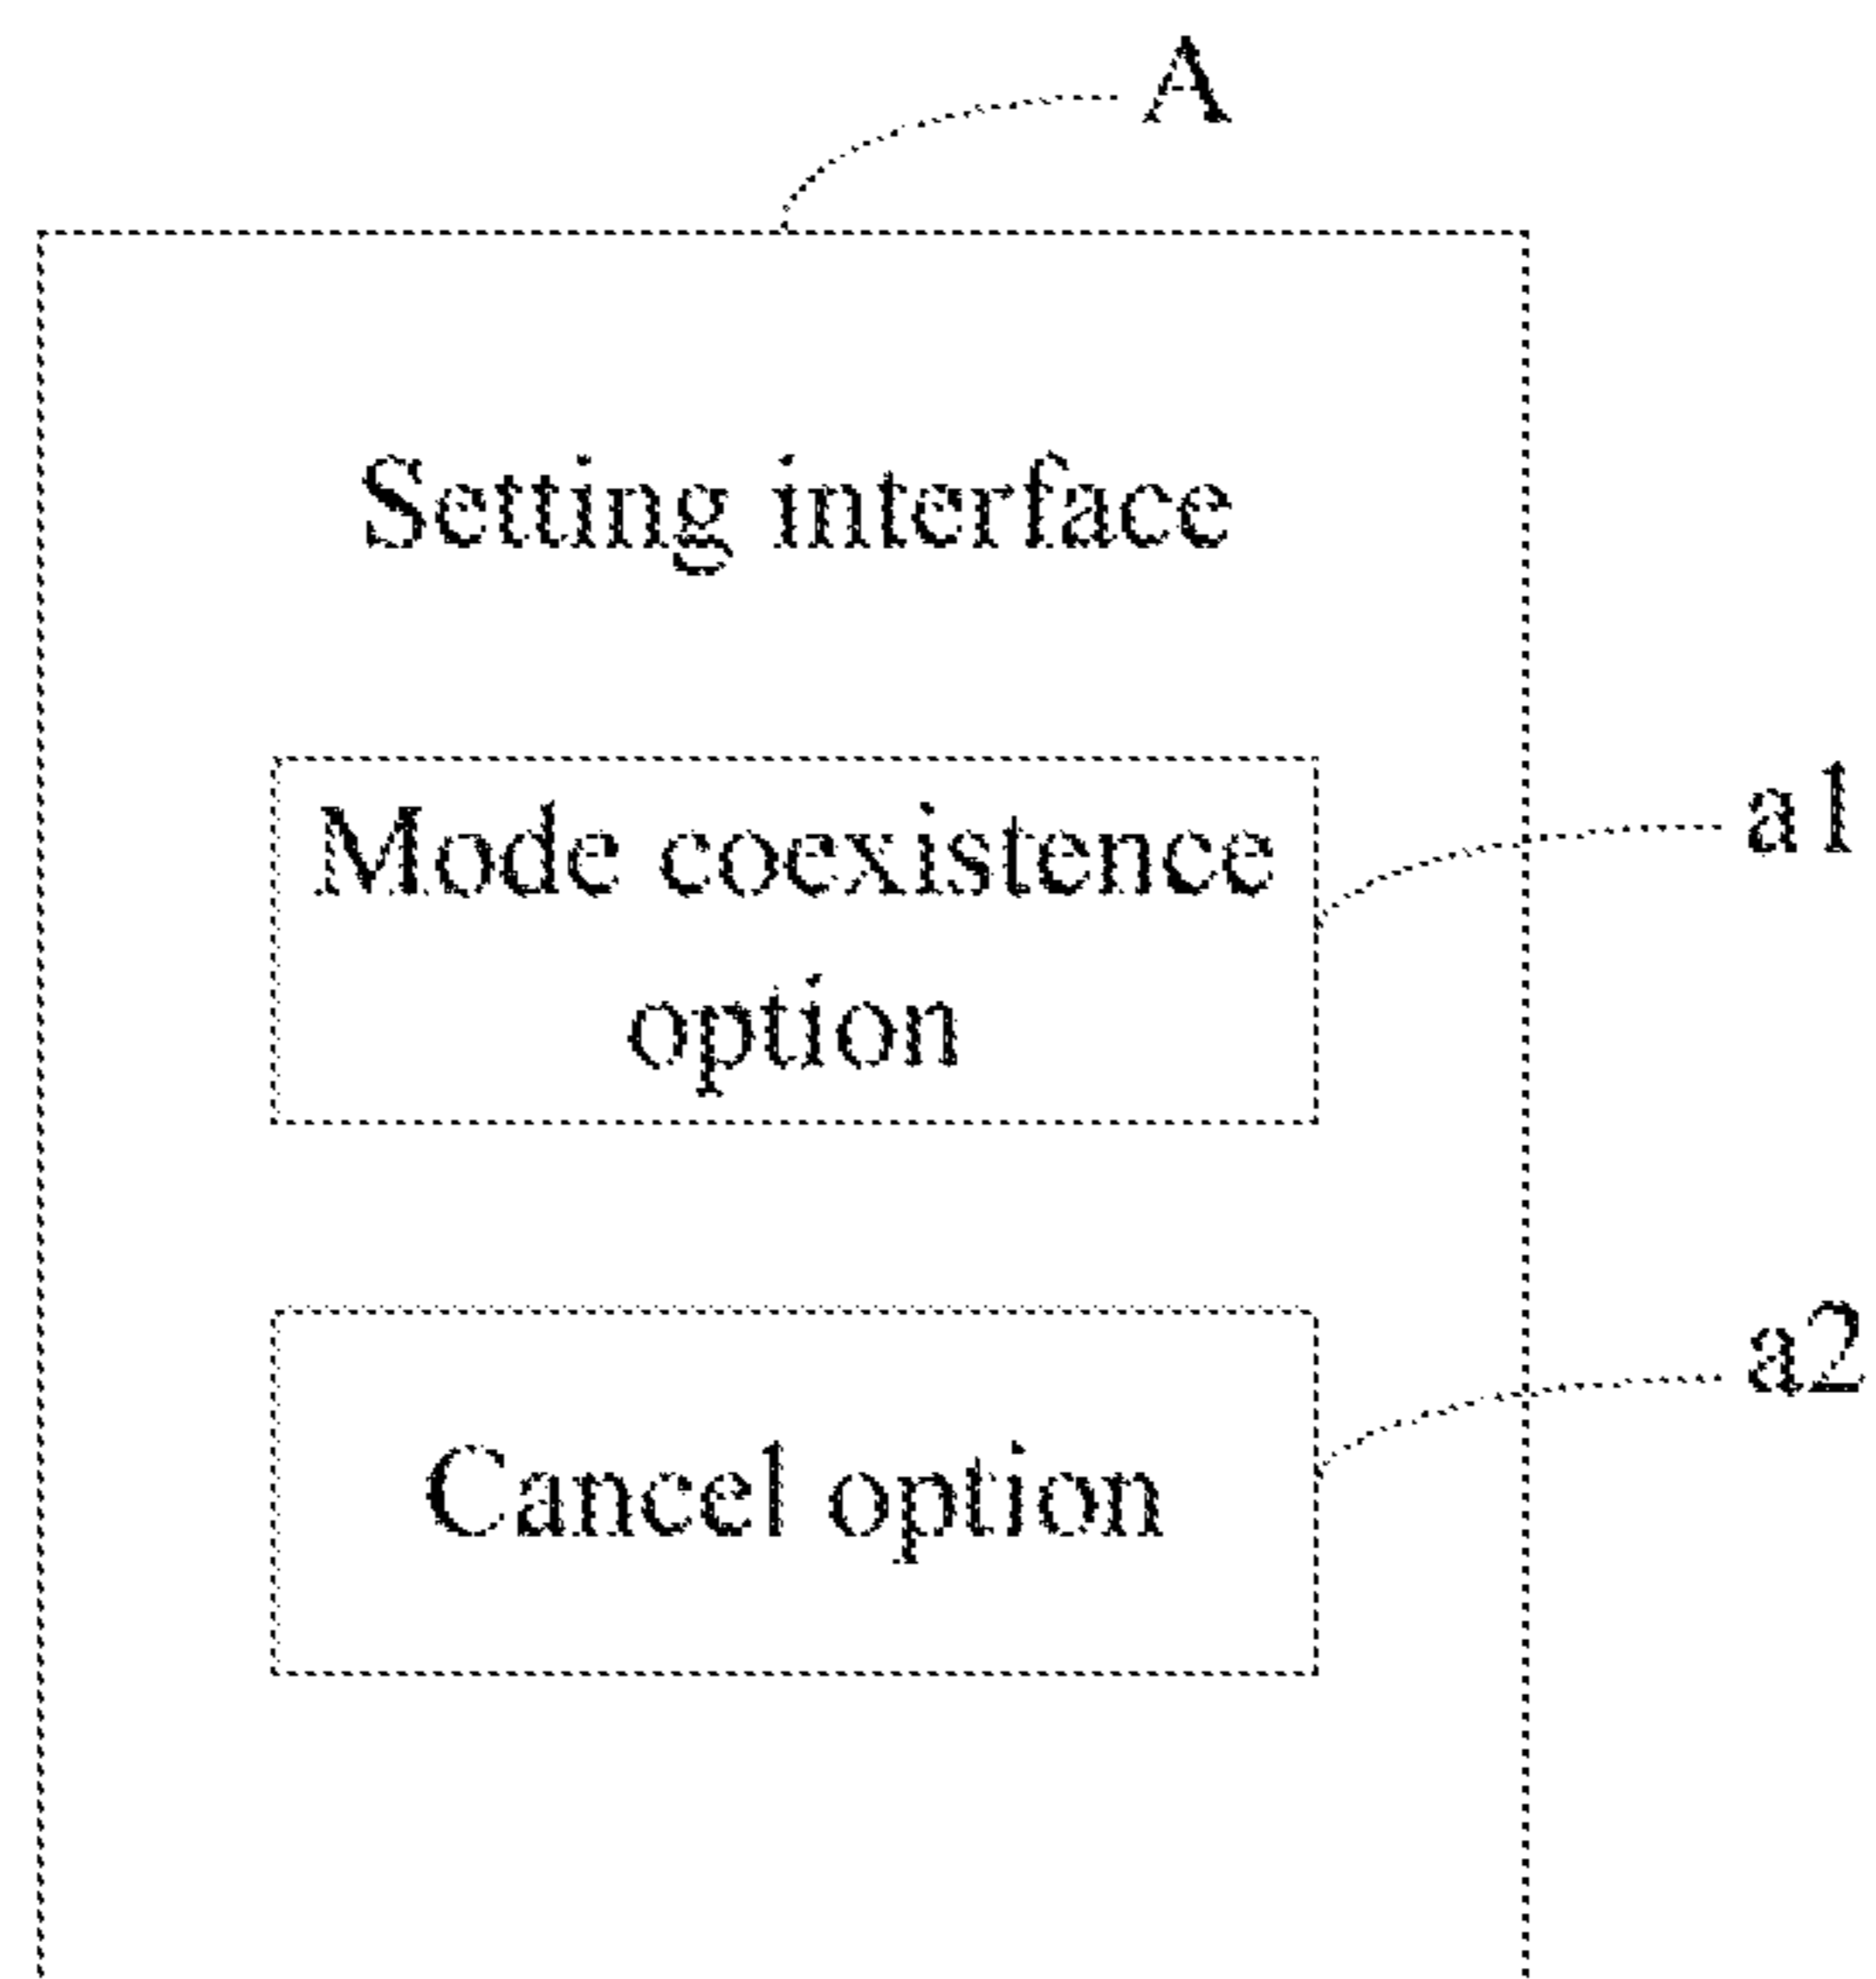 A
Setting interface
Mode coexistence
option
a1
Cancel option
a2